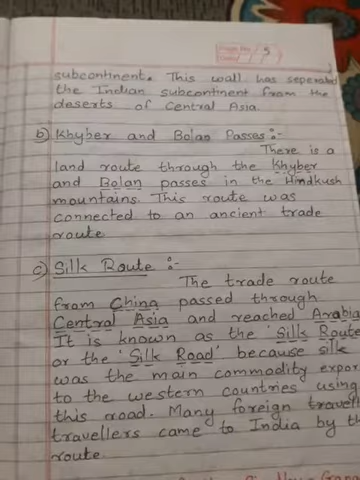 Page No. 5
Date
subcontinent. This wall has seperated
the Indian subcontinent from the
deserts of Central Asia.
b) Khyber and Bolan Passes :-
There is a
land route through the Khyber
and Bolan passes in the Hindkush
mountains. This route was
connected to an ancient trade
route
c) Silk Route :-
The trade route
from China passed through
Central Asia and reached Arabia
It is known as the 'Silk Route
or the 'Silk Road' because silk
was the main commodity expor
to the western countries using
this road. Many foreign travell
travellers came to India by th
route